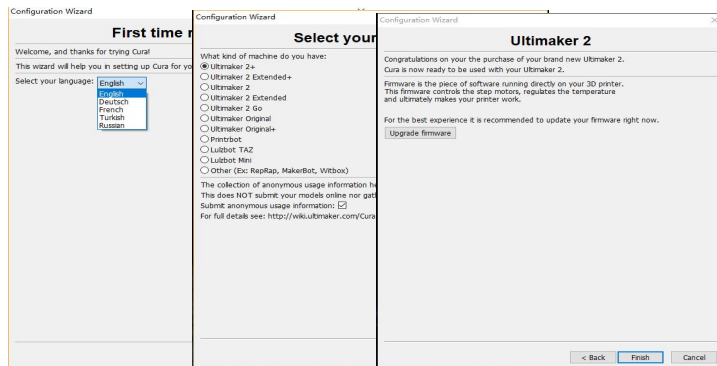 Configuration Wizard
First time r
Welcome, and thanks for trying Cura!
This wizard will help you in setting up Cura for yo
Select your language: English
English
Deutsch
French
Turkish
Russian
Configuration Wizard
Select your
What kind of machine do you have:
Ultimaker 2+
Ultimaker 2 Extended+
Ultimaker 2
Ultimaker 2 Extended
Ultimaker 2 Go
Ultimaker Original
Ultimaker Original+
Printrbot
Lulzbot TAZ
Lulzbot Mini
Other (Ex: RepRap, MakerBot, Witbox)
The collection of anonymous usage information he
This does NOT submit your models online nor gat
Submit anonymous usage information:
For full details see: http://wiki.ultimaker.com/Cura
Configuration Wizard
Ultimaker 2
Congratulations on your the purchase of your brand new Ultimaker 2.
Cura is now ready to be used with your Ultimaker 2.
Firmware is the piece of software running directly on your 3D printer.
This firmware controls the step motors, regulates the temperature
and ultimately makes your printer work.
For the best experience it is recommended to update your firmware right now.
Upgrade firmware
< Back Finish Cancel